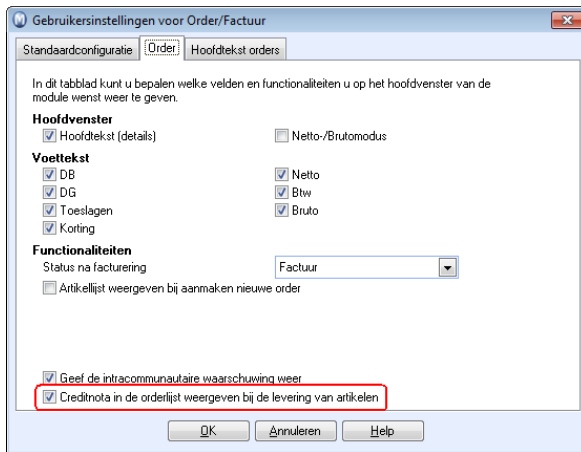 Gebruikersinstellingen voor Order/Factuur
Standaardconfiguratie Order Hoofdtekst orders
In dit tabblad kunt u bepalen welke velden en functionaliteiten u op het hoofdvenster van de
module wenst weer te geven.
Hoofdvenster
Hoofdtekst (details) Netto-/Brutomodus
Voettekst
DB Netto
DG Btw
Toeslagen Bruto
Korting
Functionaliteiten
Status na facturering Factuur
Artikellijst weergeven bij aanmaken nieuwe order
Geef de intracommunautaire waarschuwing weer
Creditnota in de orderlijst weergeven bij de levering van artikelen
OK Annuleren Help